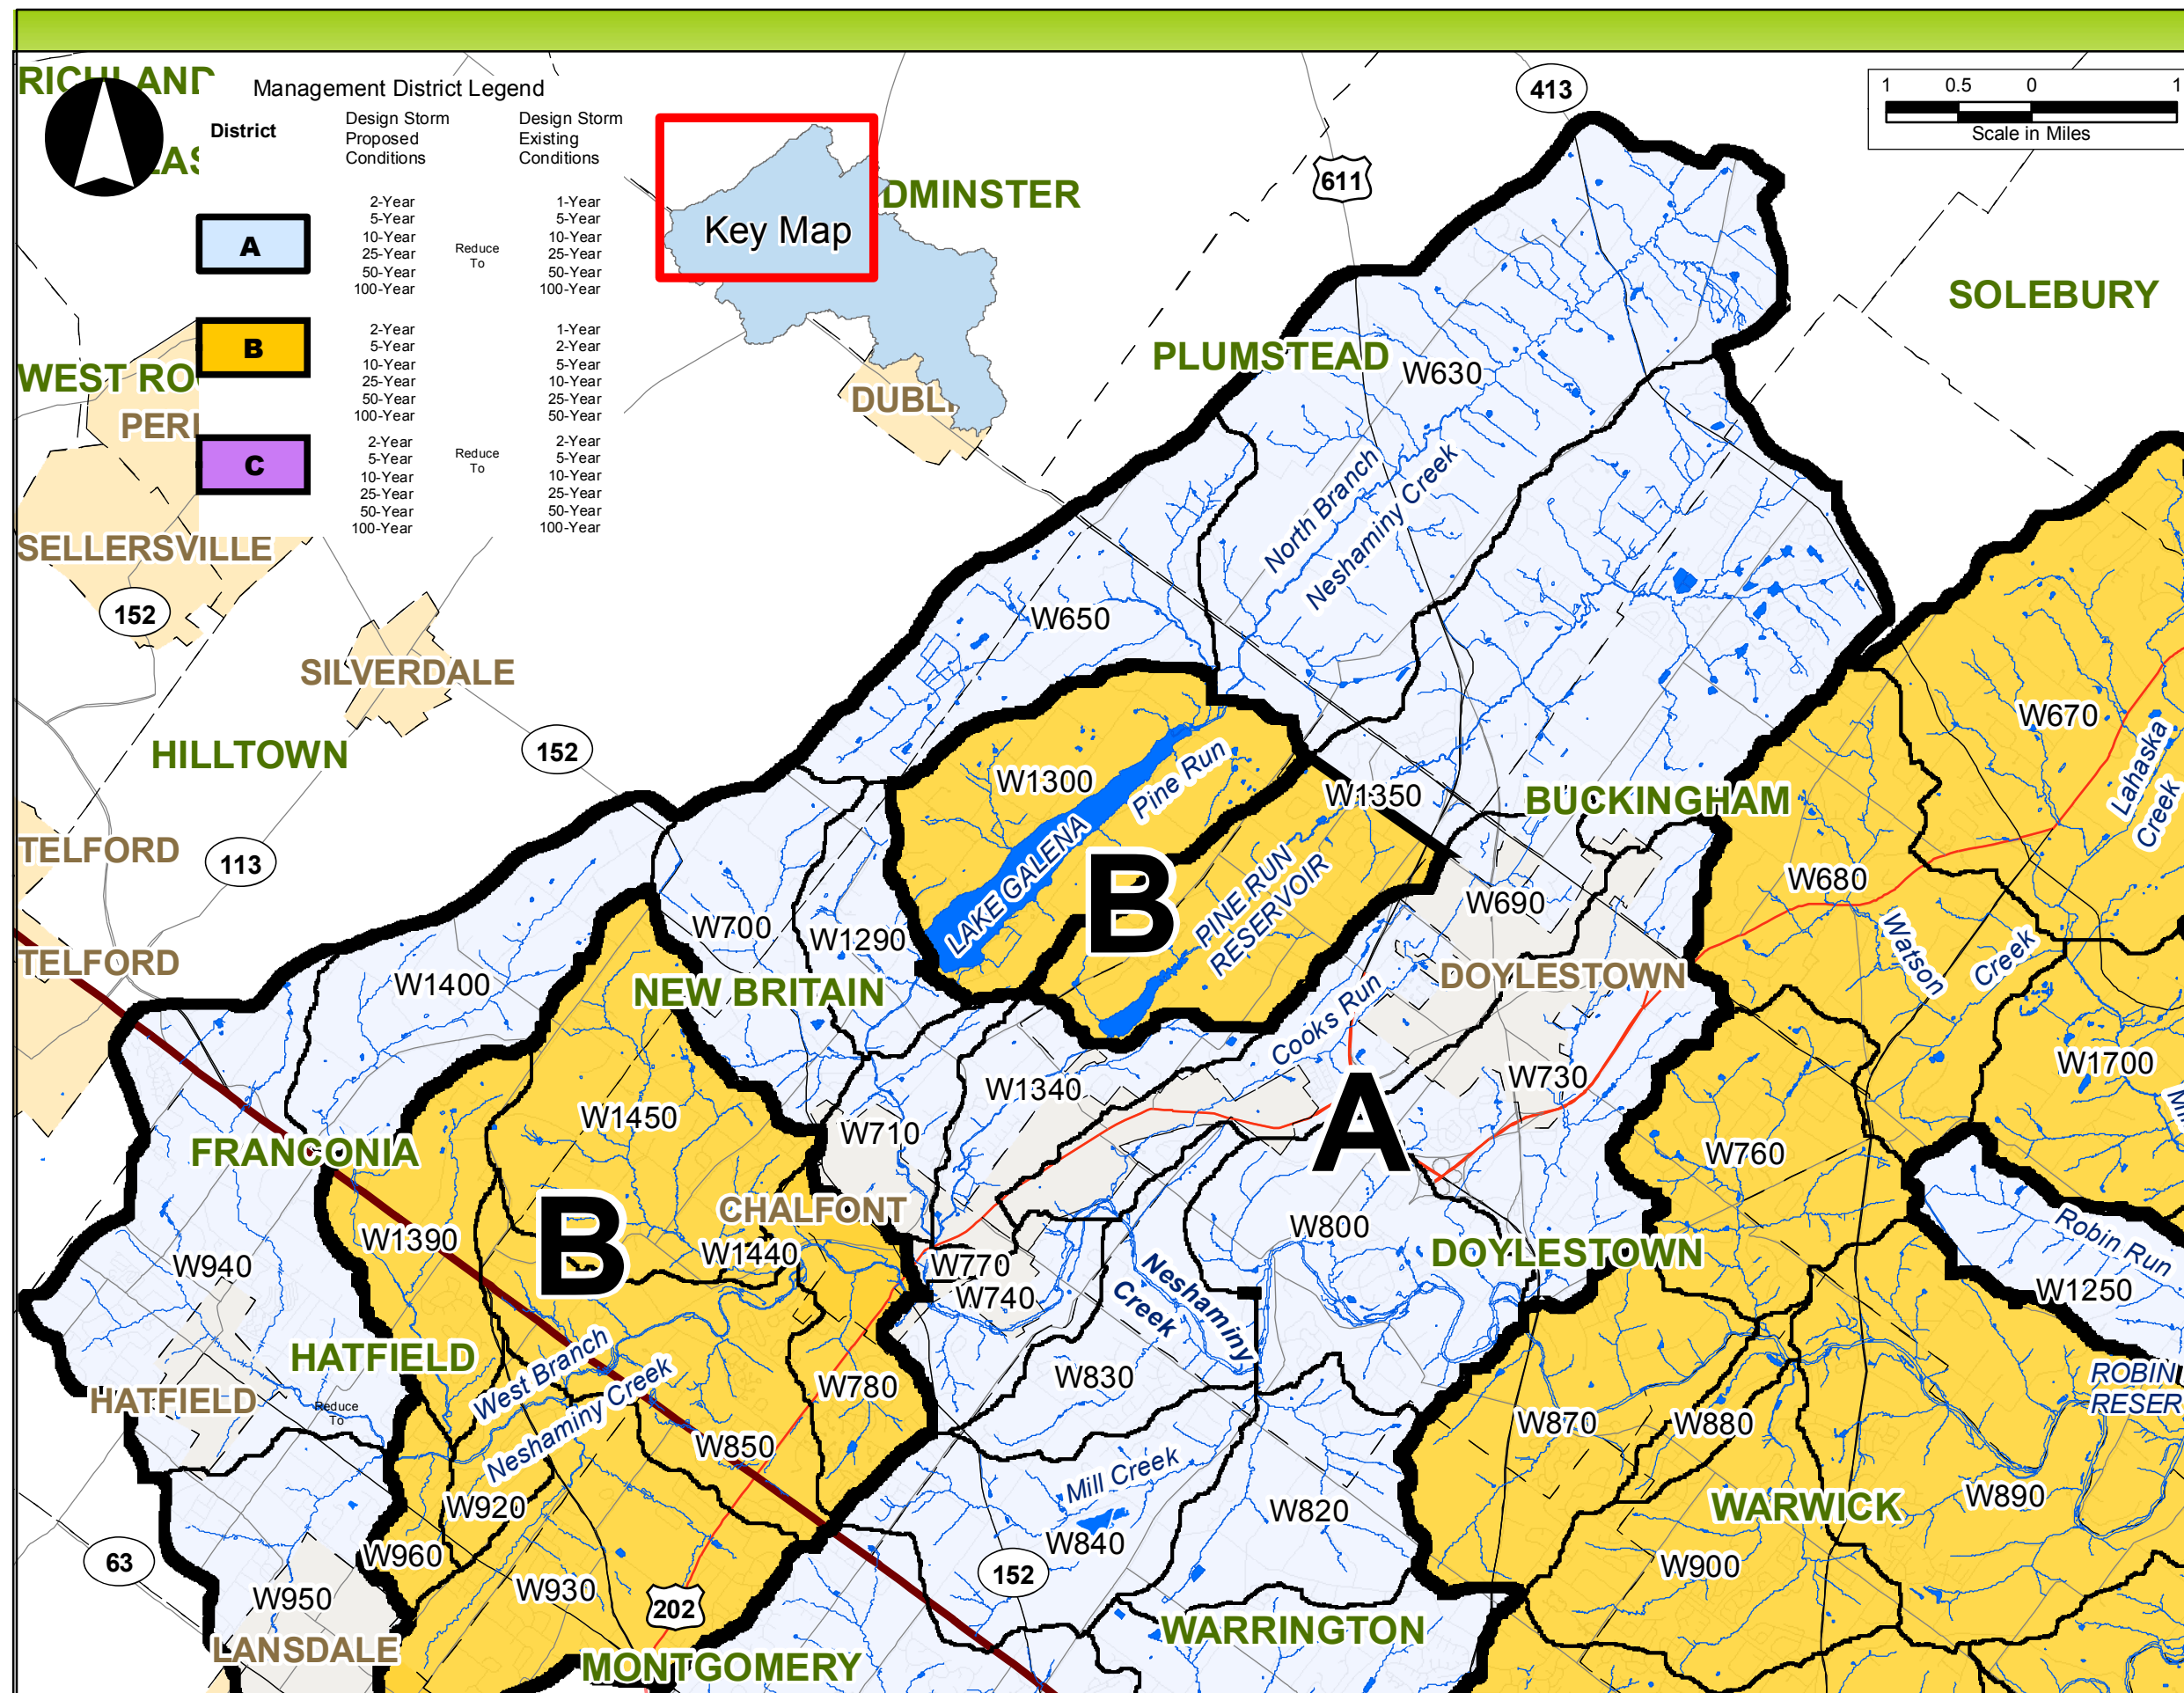 RICHLAND
Management District Legend
District
Design Storm
Proposed
Conditions
Design Storm
Existing
Conditions
A
2-Year
5-Year
10-Year
25-Year
50-Year
100-Year
Reduce
To
1-Year
5-Year
10-Year
25-Year
50-Year
100-Year
B
2-Year
5-Year
10-Year
25-Year
50-Year
100-Year
1-Year
2-Year
5-Year
10-Year
25-Year
50-Year
C
2-Year
5-Year
10-Year
25-Year
50-Year
100-Year
Reduce
To
2-Year
5-Year
10-Year
25-Year
50-Year
100-Year
Key Map
1 0.5 0 1
Scale in Miles
413
611
DMINSTER
SOLEBURY
PLUMSTEAD
W630
WEST RO
PER
DUBL
North Branch
Neshaminy Creek
SELLERSVILLE
152
W650
SILVERDALE
152
HILLTOWN
W670
Lahaska
Creek
W1300
Pine Run
W1350
BUCKINGHAM
LAKE GALENA
TELFORD
113
B
PINE RUN
RESERVOIR
W690
W680
W700
W1290
Watson
Creek
TELFORD
W1400
NEW BRITAIN
DOYLESTOWN
Cooks Run
W1340
W730
W1700
W1450
W710
A
FRANCONIA
W760
CHALFONT
W1390
B
W1440
W800
DOYLESTOWN
Robin Run
W940
W770
W740
Neshaminy
Creek
W1250
HATFIELD
West Branch
Neshaminy Creek
W830
W780
ROBIN
RESER
HATFIELD
Reduce
To
W850
W870
W880
Mill Creek
W920
W820
WARWICK
W890
W840
W960
63
W930
152
W900
W950
202
WARRINGTON
LANSDALE
MONTGOMERY